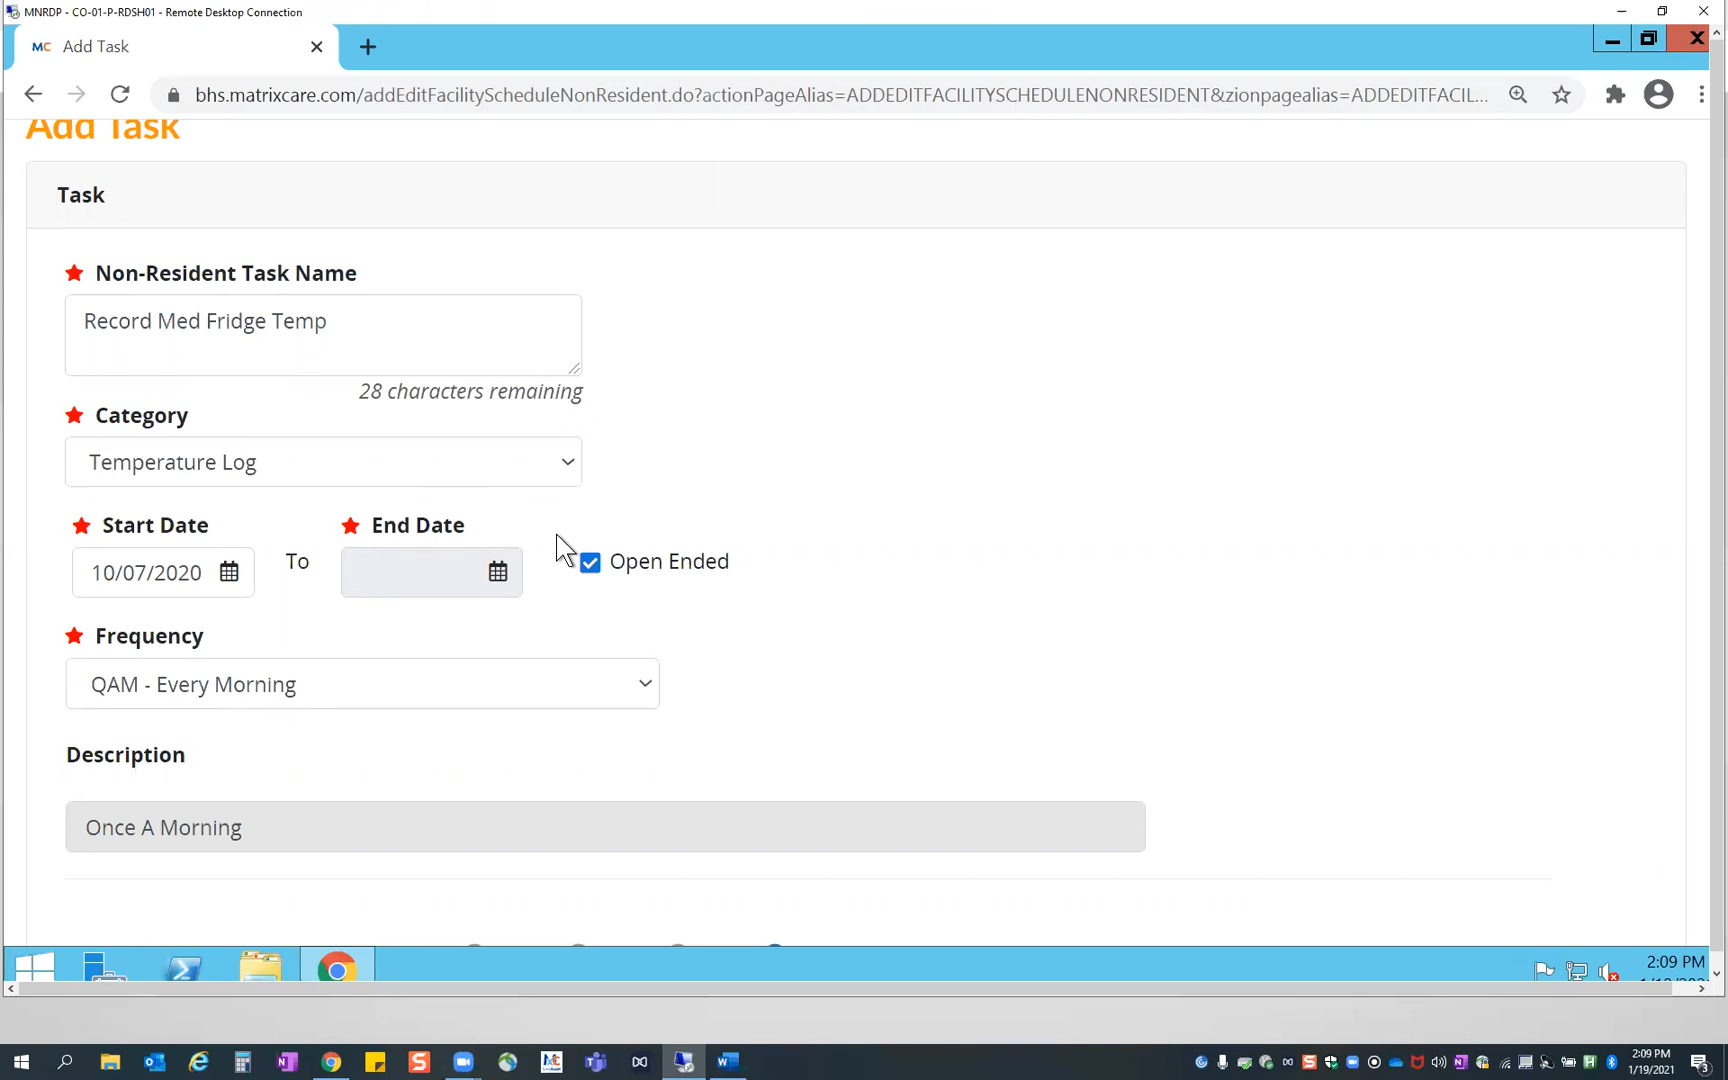 MNRDP - CO-01-P-RDSH01 - Remote Desktop Connection
MC Add Task
bhs.matrixcare.com/addEditFacilityScheduleNonResident.do?actionPageAlias=ADDEDITFACILITYSCHEDULENONRESIDENT&zionpagealias=ADDEDITFACIL...
Add Task
Task
Non-Resident Task Name
Record Med Fridge Temp
28 characters remaining
Category
Temperature Log
Start Date End Date
10/07/2020 To Open Ended
Frequency
QAM - Every Morning
Description
Once A Morning
2:09 PM
2:09 PM
1/19/2021